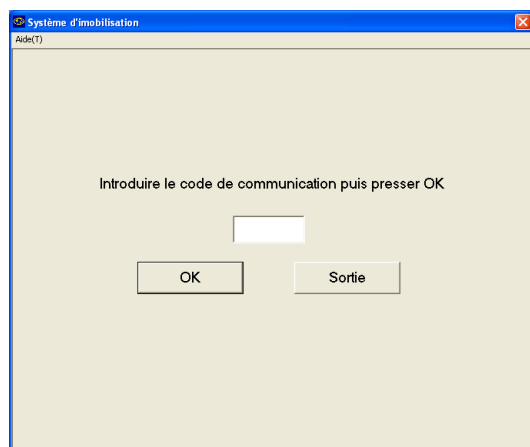 Système d'imobilisation
Aide(T)
Introduire le code de communication puis presser OK
OK
Sortie